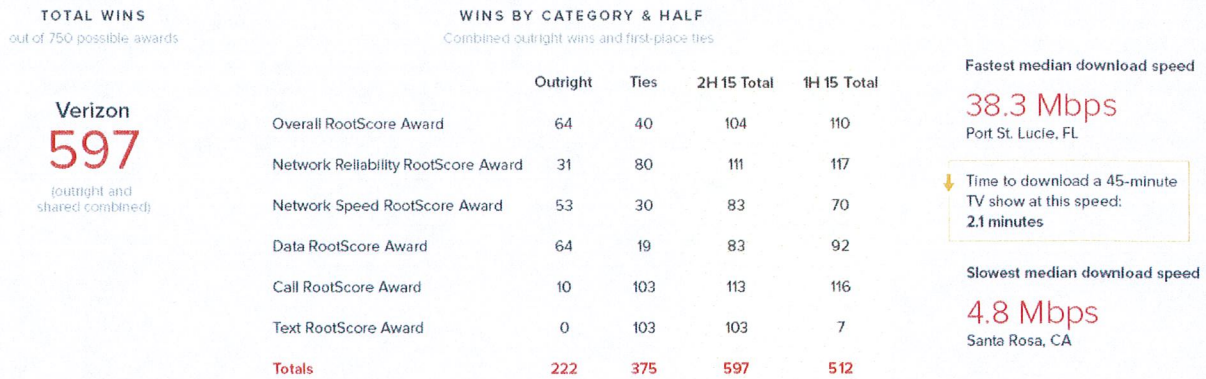 TOTAL WINS
out of 750 possible awards
Verizon
597
(outright and
shared combined)
WINS BY CATEGORY & HALF
Combined outright wins and first-place ties
Outright Ties 2H 15 Total 1H 15 Total
Overall RootScore Award 64 40 104 110
Network Reliability RootScore Award 31 80 111 117
Network Speed RootScore Award 53 30 83 70
Data RootScore Award 64 19 83 92
Call RootScore Award 10 103 113 116
Text RootScore Award 0 103 103 7
Totals 222 375 597 512
Fastest median download speed
38.3 Mbps
Port St. Lucie, FL
Time to download a 45-minute
TV show at this speed:
2.1 minutes
Slowest median download speed
4.8 Mbps
Santa Rosa, CA